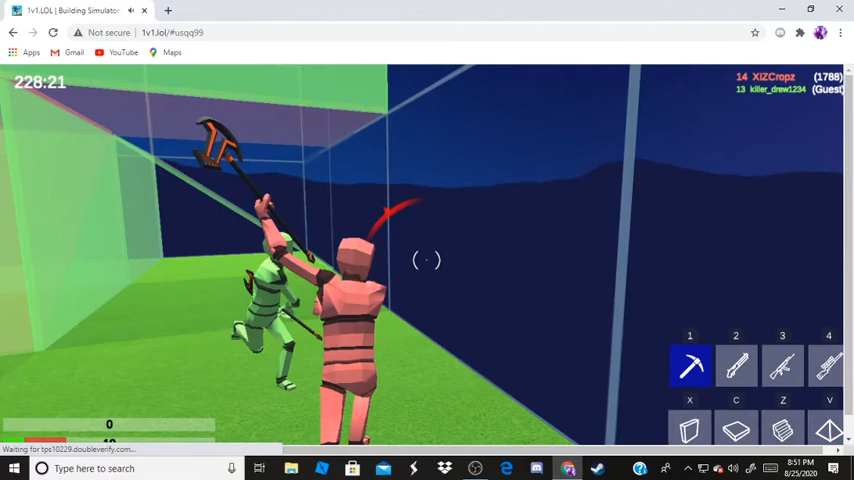 1v1.LOL | Building Simulator
Not secure | 1v1.lol/#usqq99
Apps Gmail YouTube Maps
228:21
14 XIZCropz (1788)
13 killer_drew1234 (Guest)
1 2 3 4
X C Z V
0
Waiting for tps10229.doubleverify.com...
Type here to search
8:51 PM
8/25/2020